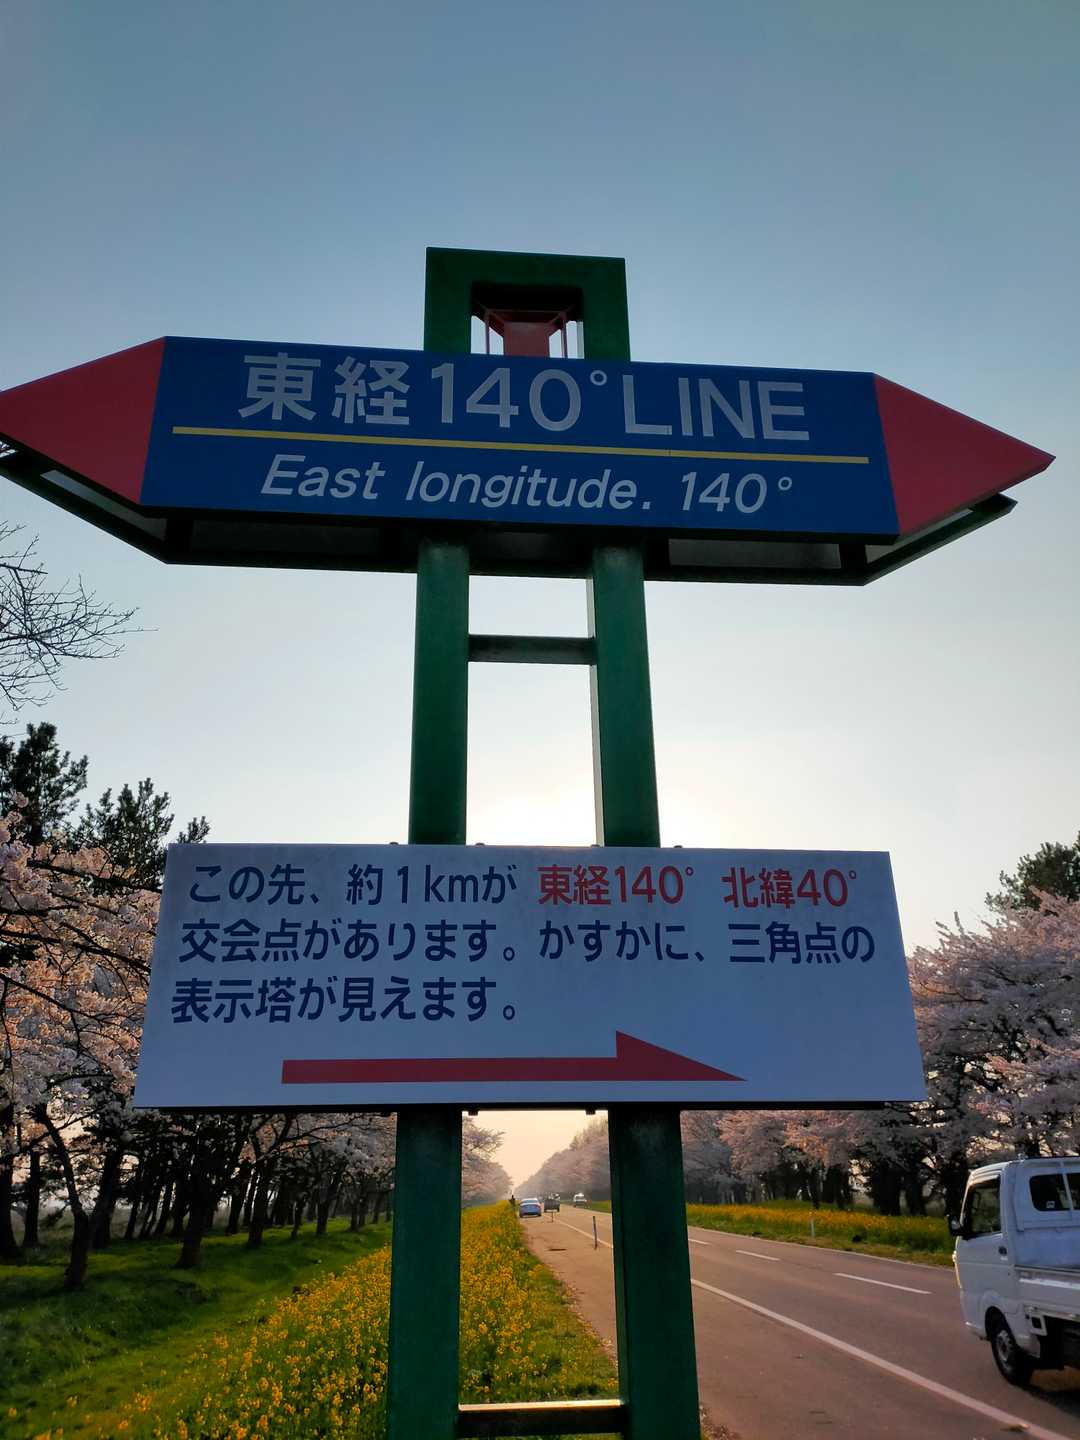 東経140°LINE
East longitude. 140°
この先、約1kmが 東経140° 北緯40°
交会点があります。かすかに、三角点の
表示塔が見えます。